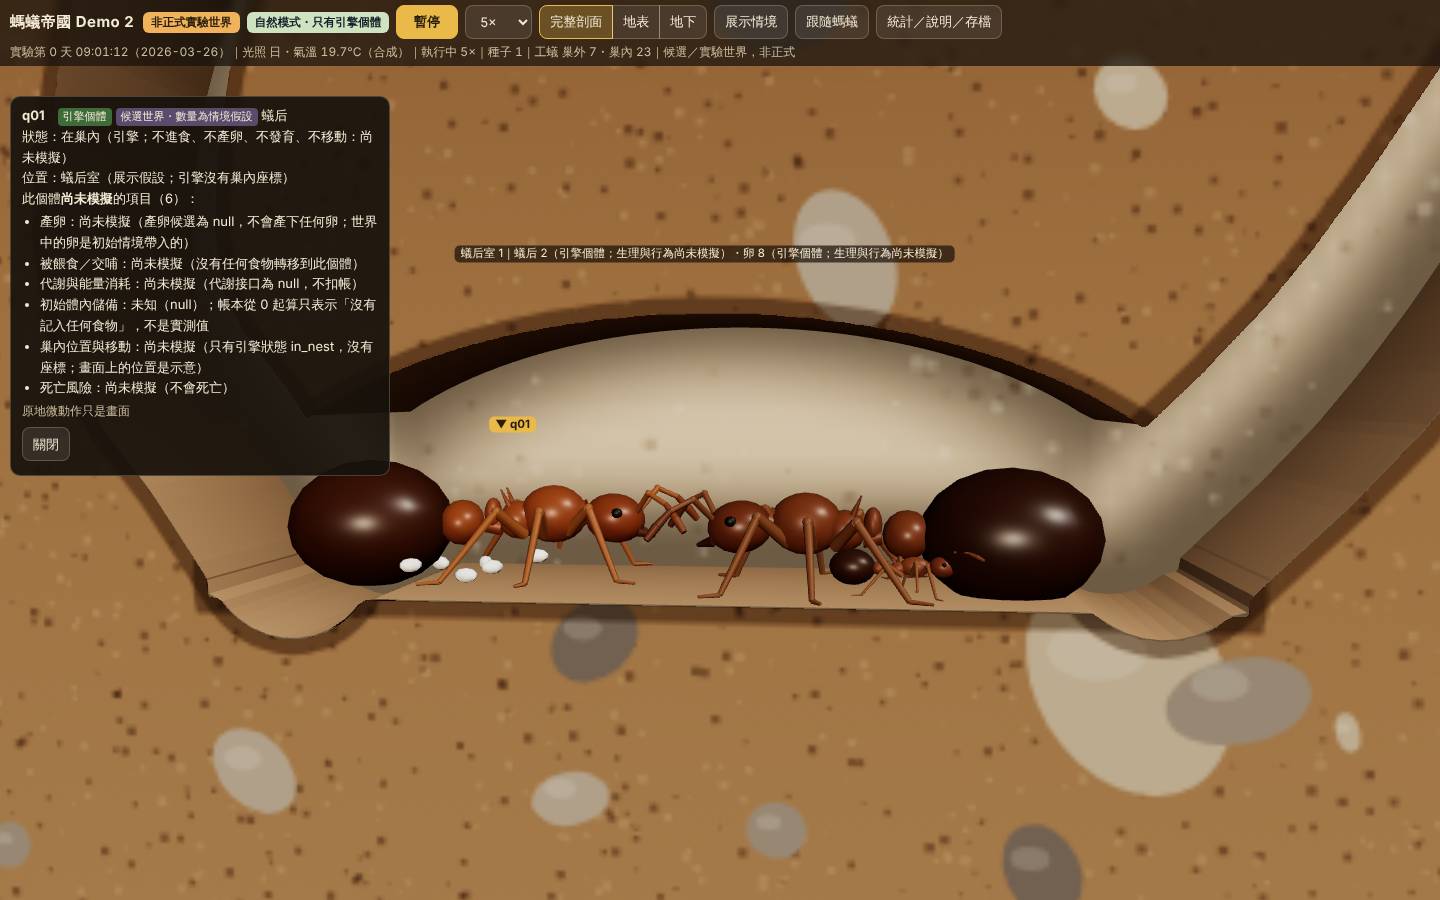 螞蟻帝國 Demo 2 非正式實驗世界 自然模式・只有引擎個體 暫停 5× 完整剖面 地表 地下 展示情境 跟隨螞蟻 統計／說明／存檔
實驗第 0 天 09:01:12（2026-03-26）｜光照 日・氣溫 19.7°C（合成）｜執行中 5×｜種子 1｜工蟻 巢外 7・巢內 23｜候選／實驗世界，非正式
q01 引擎個體 候選世界・數量為情境假設 蟻后
狀態：在巢內（引擎；不進食、不產卵、不發育、不移動：尚
未模擬）
位置：蟻后室（展示假設；引擎沒有巢內座標）
此個體尚未模擬的項目（6）：
• 產卵：尚未模擬（產卵候選為 null，不會產下任何卵；世界
中的卵是初始情境帶入的）
• 被餵食／交哺：尚未模擬（沒有任何食物轉移到此個體）
• 代謝與能量消耗：尚未模擬（代謝接口為 null，不扣帳）
• 初始體內儲備：未知（null）；帳本從 0 起算只表示「沒有
記入任何食物」，不是實測值
• 巢內位置與移動：尚未模擬（只有引擎狀態 in_nest，沒有
座標；畫面上的位置是示意）
• 死亡風險：尚未模擬（不會死亡）
原地微動作只是畫面
關閉
蟻后室 1｜蟻后 2（引擎個體；生理與行為尚未模擬）・卵 8（引擎個體；生理與行為尚未模擬）
▼ q01